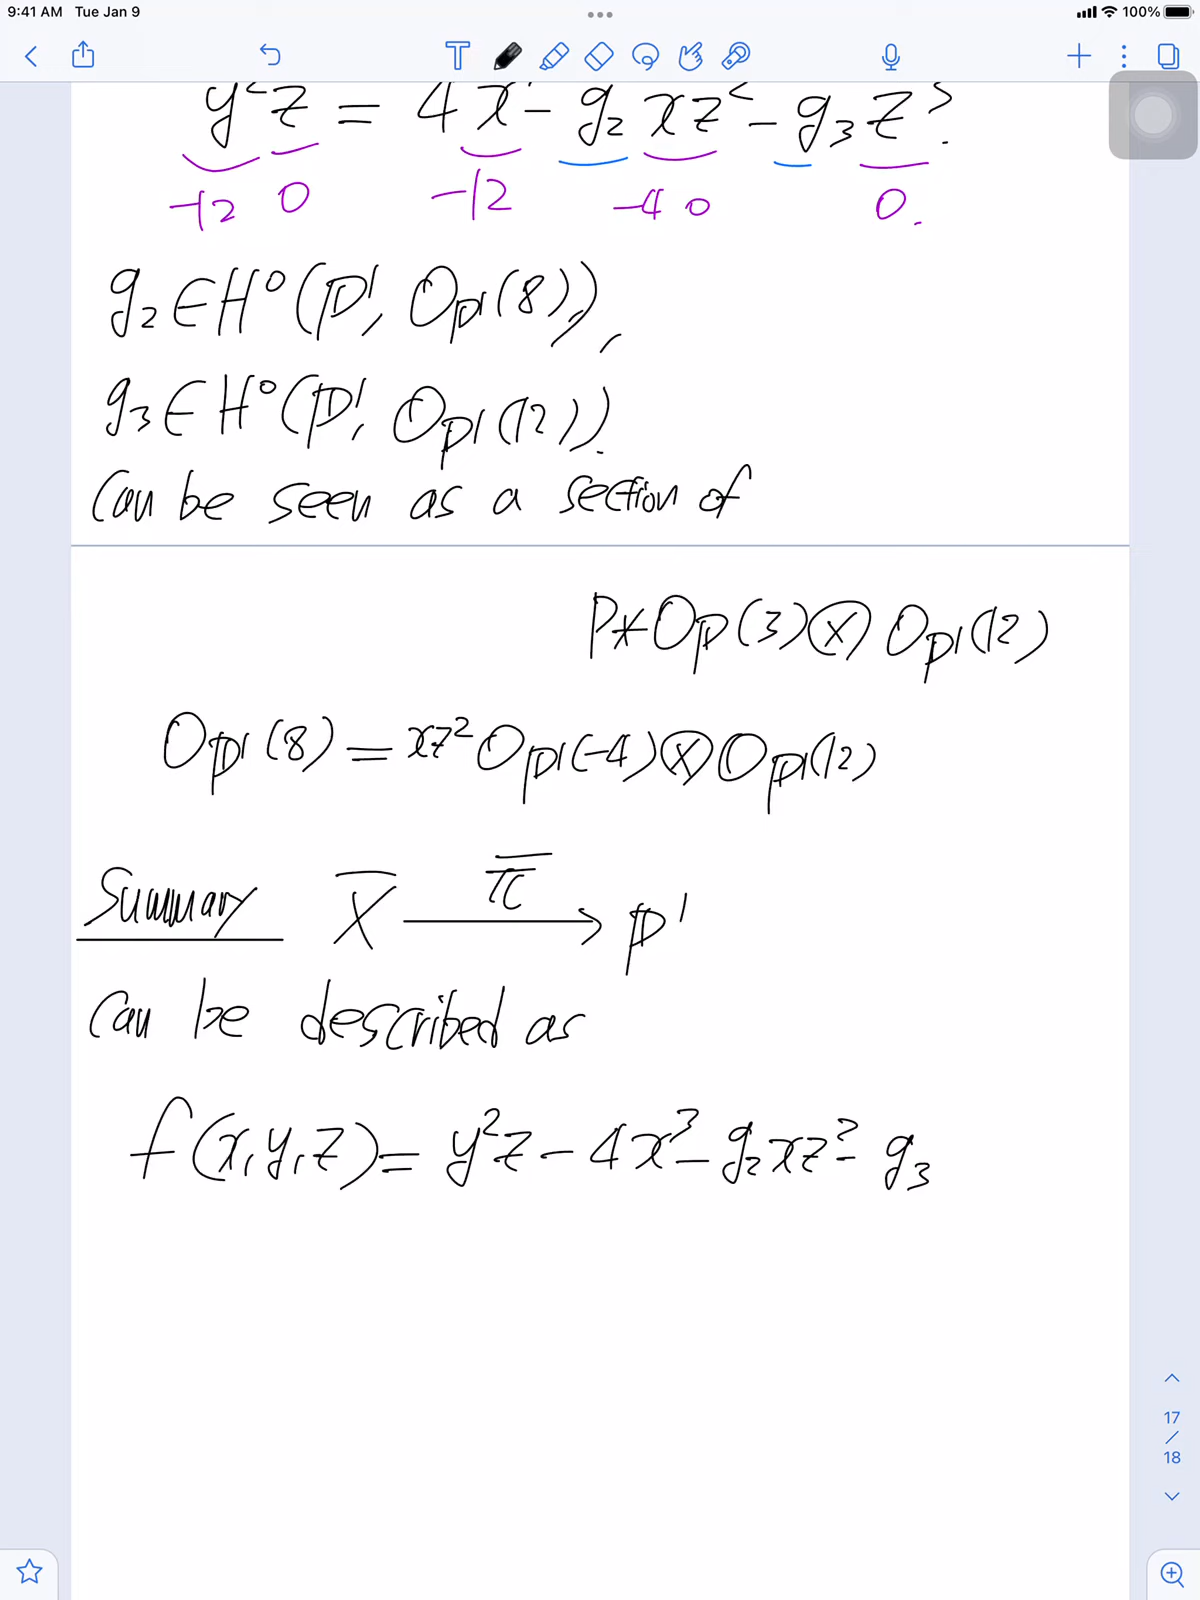 9:41 AM Tue Jan 9
100%
y²z = 4x³ - g₂xz² - g₃z³.
-12 0 -12 -4 0 0.
g₂ ∈ H⁰(ℙ¹, O_ℙ¹(8)),
g₃ ∈ H⁰(ℙ¹, O_ℙ¹(12)).
can be seen as a section of
p*O_ℙ(3) ⊗ O_ℙ¹(12)
O_ℙ¹(8) = xz² O_ℙ¹(-4) ⊗ O_ℙ¹(12)
Summary X̄ —π̄→ ℙ¹
can be described as
f(x,y,z) = y²z - 4x³ - g₂xz² - g₃
17
/
18